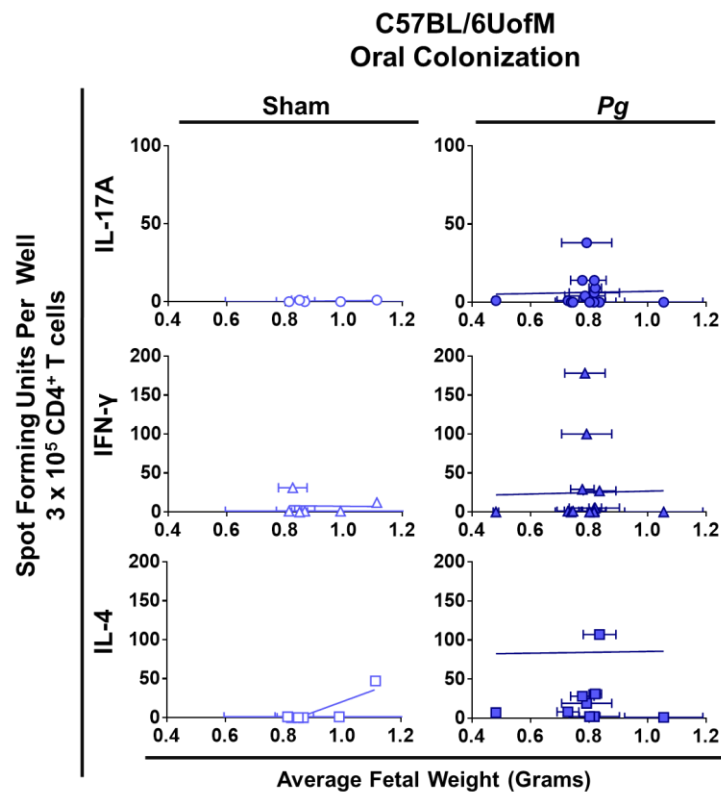 C57BL/6UofM
Oral Colonization
Sham
Pg
Spot Forming Units Per Well
3 x 10⁵ CD4⁺ T cells
IL-17A
100
50
0
0.4 0.6 0.8 1.0 1.2
100
50
0
0.4 0.6 0.8 1.0 1.2
IFN-γ
200
150
100
50
0
0.4 0.6 0.8 1.0 1.2
200
150
100
50
0
0.4 0.6 0.8 1.0 1.2
IL-4
200
150
100
50
0
0.4 0.6 0.8 1.0 1.2
200
150
100
50
0
0.4 0.6 0.8 1.0 1.2
Average Fetal Weight (Grams)